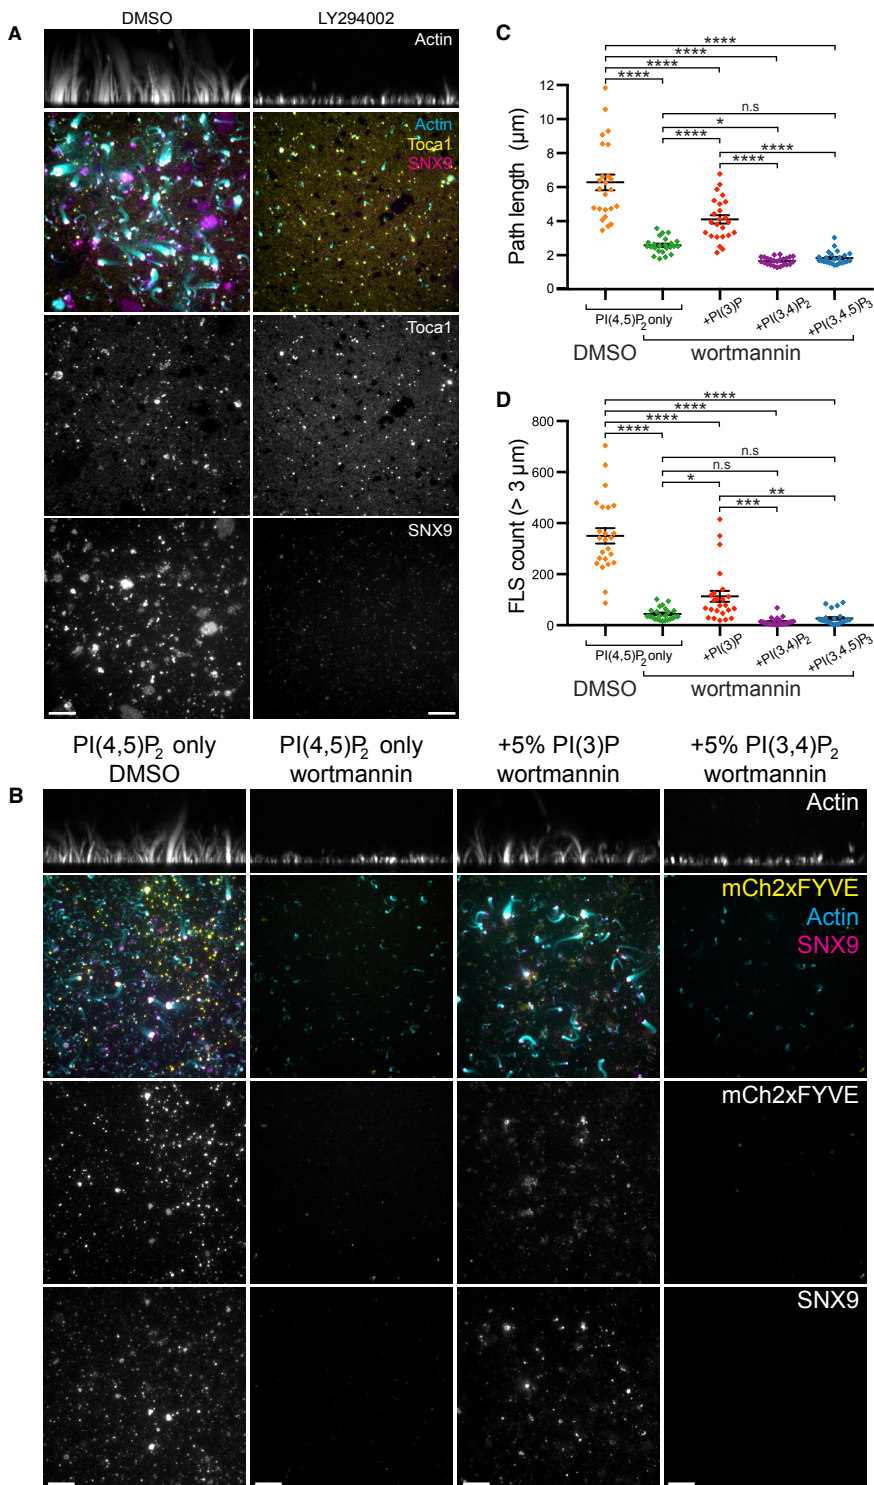 A
DMSO
LY294002
Actin
Actin
Toca1
SNX9
Toca1
SNX9
C
****
****
****
****
n.s
*
****
****
****
Path length (µm)
12
10
8
6
4
2
0
PI(4,5)P2 only
+PI(3)P
+PI(3,4)P2
+PI(3,4,5)P3
DMSO
wortmannin
D
****
****
****
****
n.s
n.s
*
**
***
FLS count (> 3 µm)
800
600
400
200
0
PI(4,5)P2 only
+PI(3)P
+PI(3,4)P2
+PI(3,4,5)P3
DMSO
wortmannin
B
PI(4,5)P2 only
DMSO
PI(4,5)P2 only
wortmannin
+5% PI(3)P
wortmannin
+5% PI(3,4)P2
wortmannin
Actin
mCh2xFYVE
Actin
SNX9
mCh2xFYVE
SNX9